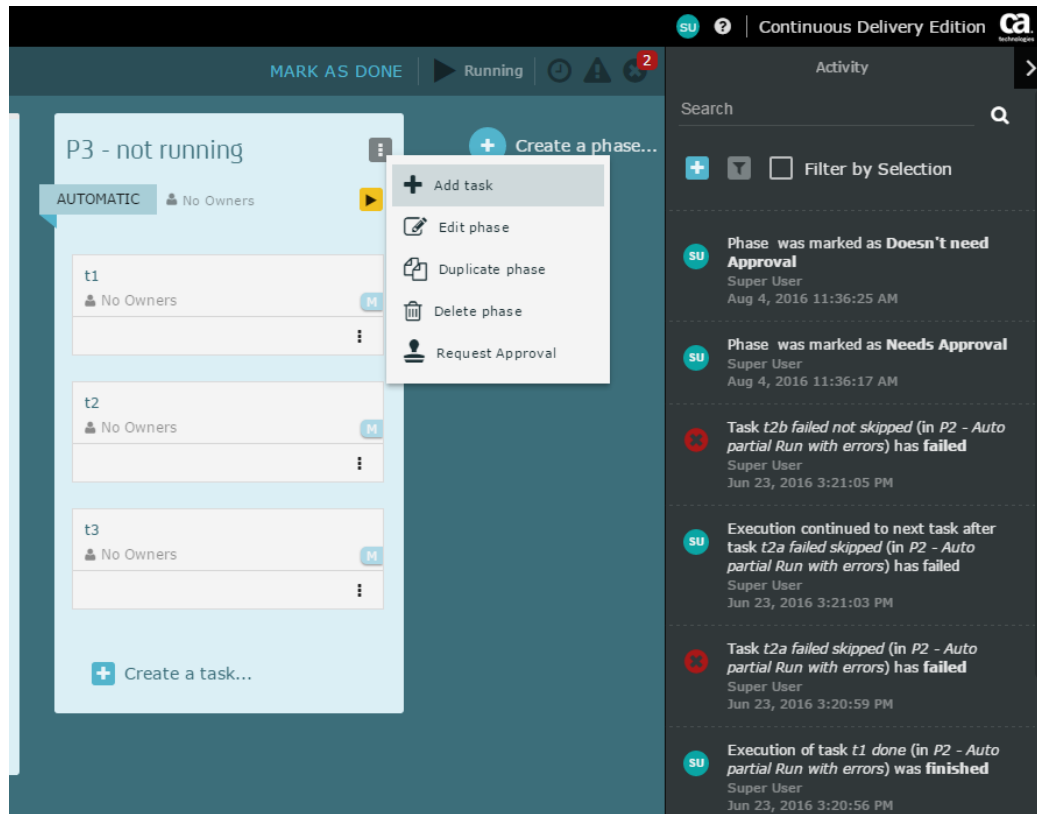 SU ? Continuous Delivery Edition ca technologies
MARK AS DONE Running 2
Activity
Search
Filter by Selection
P3 - not running
Create a phase...
AUTOMATIC No Owners
Add task
Edit phase
Duplicate phase
Delete phase
Request Approval
t1
No Owners M
t2
No Owners M
t3
No Owners M
Create a task...
SU Phase was marked as Doesn't need
Approval
Super User
Aug 4, 2016 11:36:25 AM
SU Phase was marked as Needs Approval
Super User
Aug 4, 2016 11:36:17 AM
Task t2b failed not skipped (in P2 - Auto
partial Run with errors) has failed
Super User
Jun 23, 2016 3:21:05 PM
SU Execution continued to next task after
task t2a failed skipped (in P2 - Auto
partial Run with errors) has failed
Super User
Jun 23, 2016 3:21:03 PM
Task t2a failed skipped (in P2 - Auto
partial Run with errors) has failed
Super User
Jun 23, 2016 3:20:59 PM
SU Execution of task t1 done (in P2 - Auto
partial Run with errors) was finished
Super User
Jun 23, 2016 3:20:56 PM